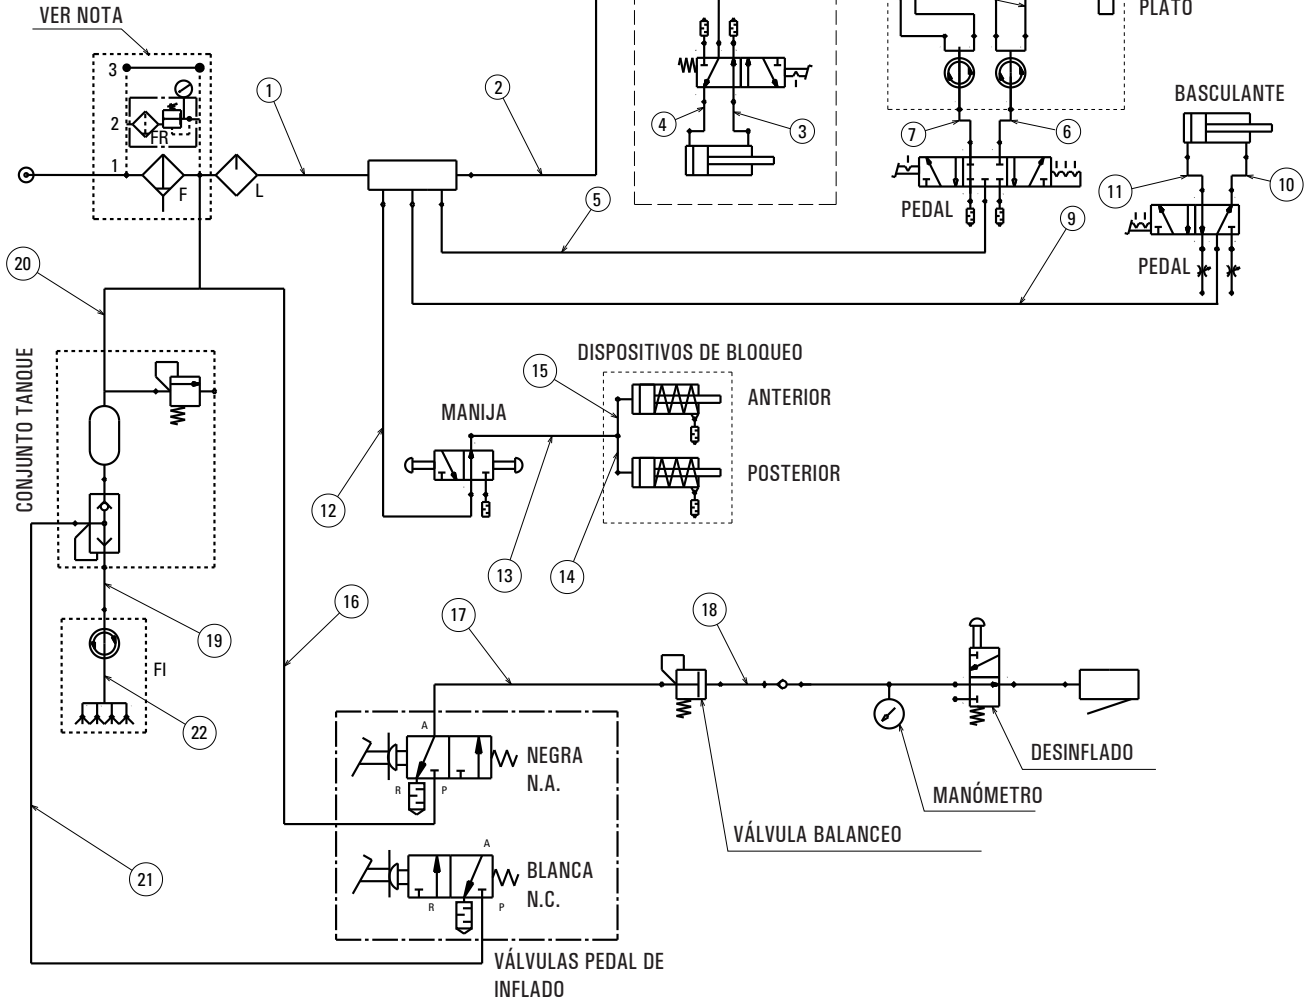 PLATO
VER NOTA
3
2
FR
1
F
L
1
2
4
3
7
6
PEDAL
BASCULANTE
11
10
PEDAL
5
9
20
CONJUNTO TANQUE
DISPOSITIVOS DE BLOQUEO
15
ANTERIOR
MANIJA
POSTERIOR
12
13
14
16
17
18
19
FI
22
A
NEGRA
N.A.
R
P
DESINFLADO
MANÓMETRO
VÁLVULA BALANCEO
A
BLANCA
N.C.
R
P
21
VÁLVULAS PEDAL DE
INFLADO